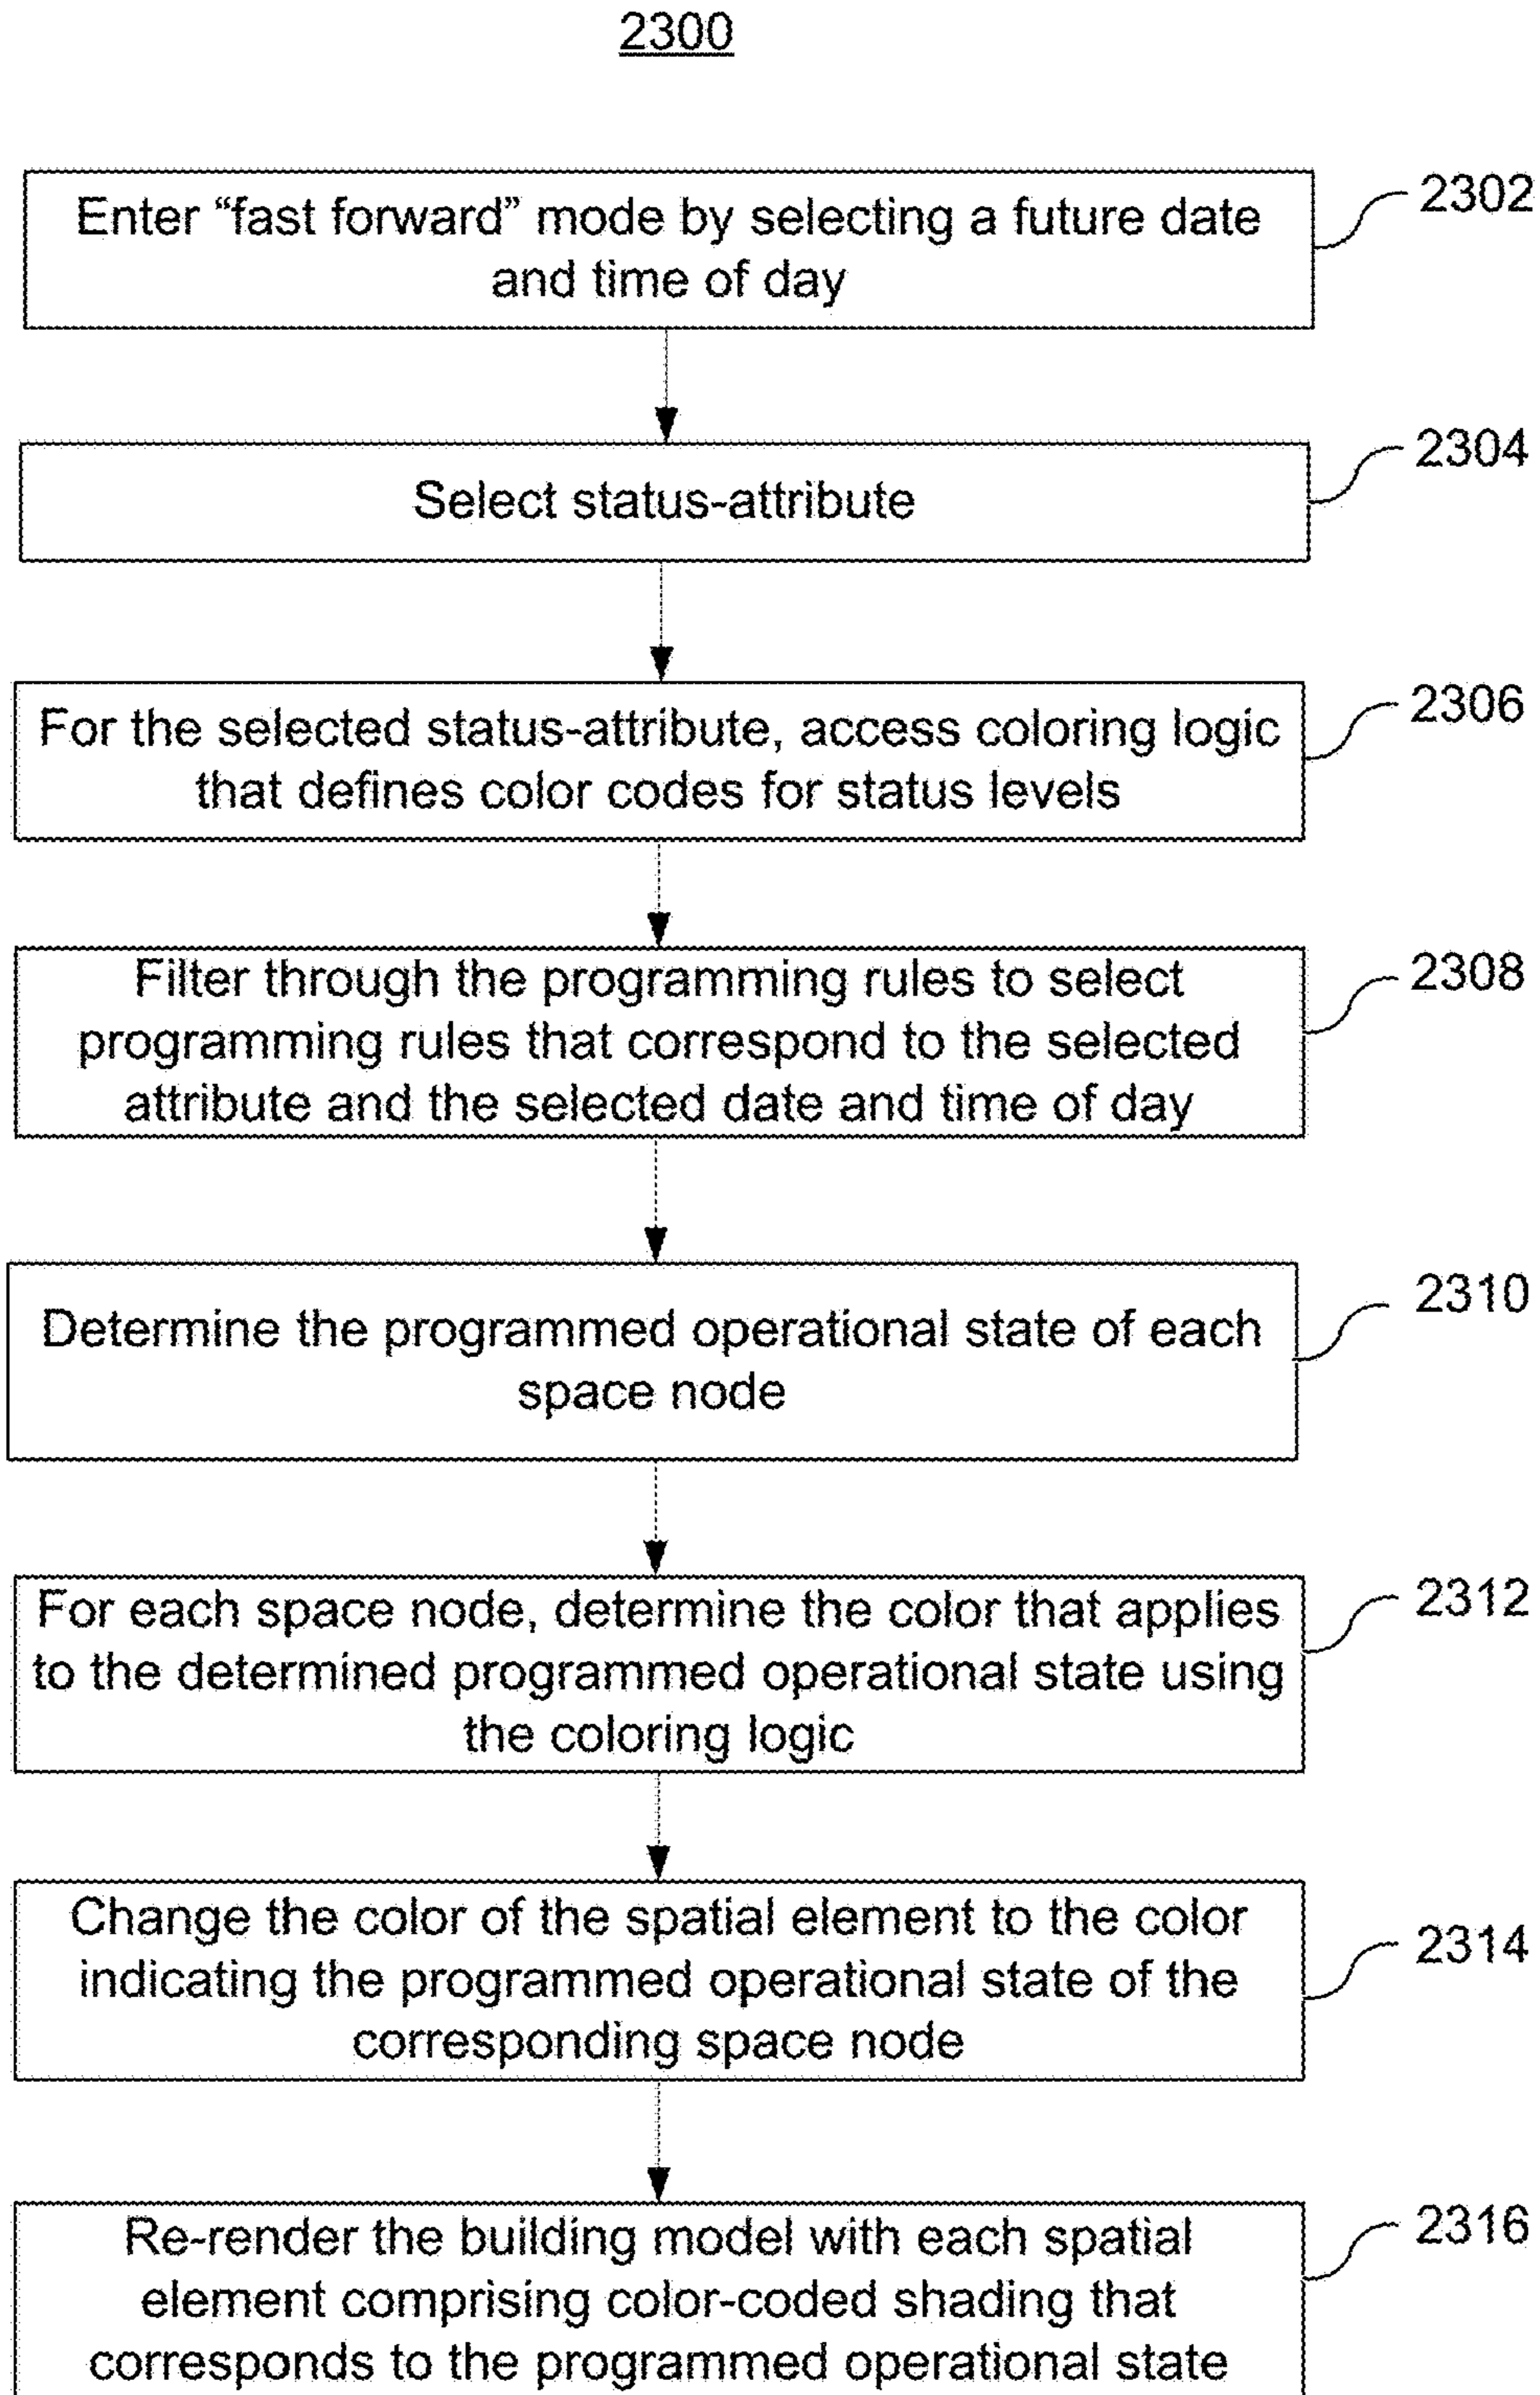 2300
Enter “fast forward” mode by selecting a future date
and time of day
2302
Select status-attribute
2304
For the selected status-attribute, access coloring logic
that defines color codes for status levels
2306
Filter through the programming rules to select
programming rules that correspond to the selected
attribute and the selected date and time of day
2308
Determine the programmed operational state of each
space node
2310
For each space node, determine the color that applies
to the determined programmed operational state using
the coloring logic
2312
Change the color of the spatial element to the color
indicating the programmed operational state of the
corresponding space node
2314
Re-render the building model with each spatial
element comprising color-coded shading that
corresponds to the programmed operational state
2316